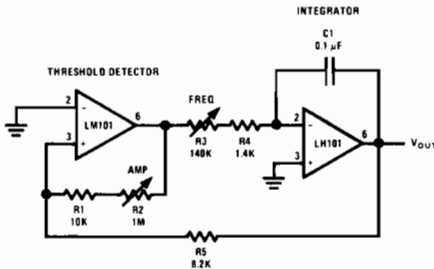 INTEGRATOR
C1
0.1 μF
THRESHOLD DETECTOR
FREQ
2
-
LM101
6
3
+
R3
140K
R4
1.4K
2
-
LH101
6
3
+
VOUT
AMP
R1
10K
R2
1M
R5
8.2K